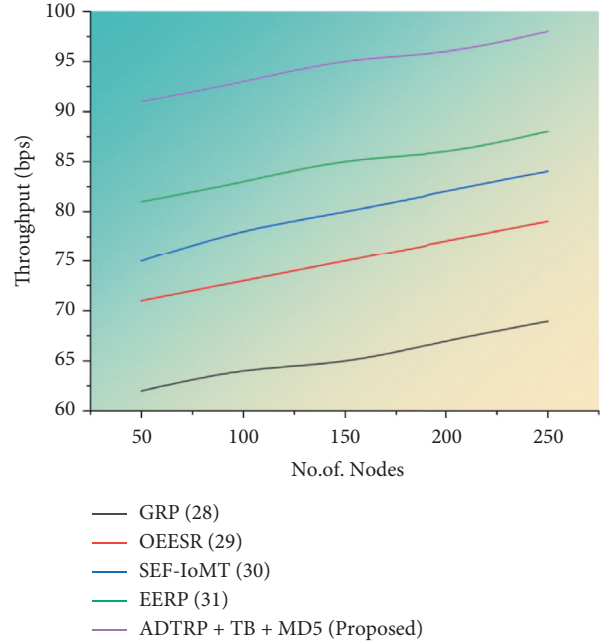 100
95
90
85
80
75
70
65
60
Throughput (bps)
50 100 150 200 250
No.of. Nodes
GRP (28)
OEESR (29)
SEF-IoMT (30)
EERP (31)
ADTRP + TB + MD5 (Proposed)